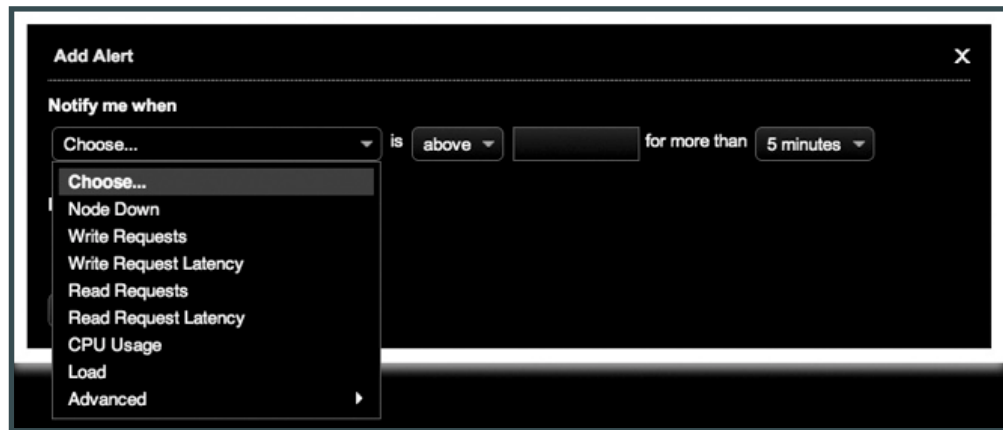 Add Alert
X
Notify me when
Choose... is above for more than 5 minutes
Choose...
Node Down
Write Requests
Write Request Latency
Read Requests
Read Request Latency
CPU Usage
Load
Advanced